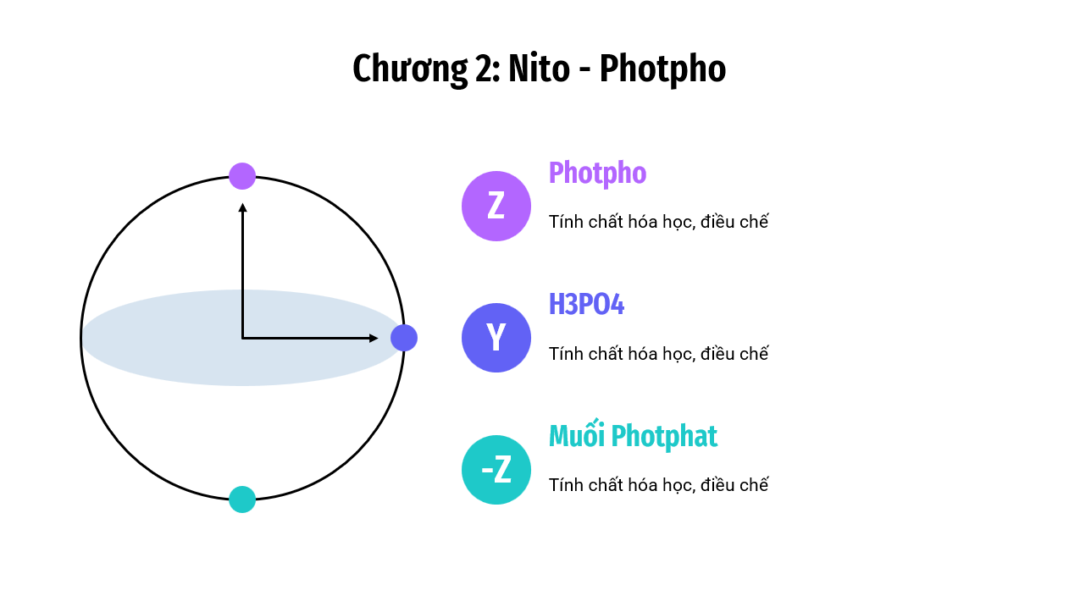 Chương 2: Nito - Photpho
Z
Photpho
Tính chất hóa học, điều chế
Y
H3PO4
Tính chất hóa học, điều chế
-Z
Muối Photphat
Tính chất hóa học, điều chế